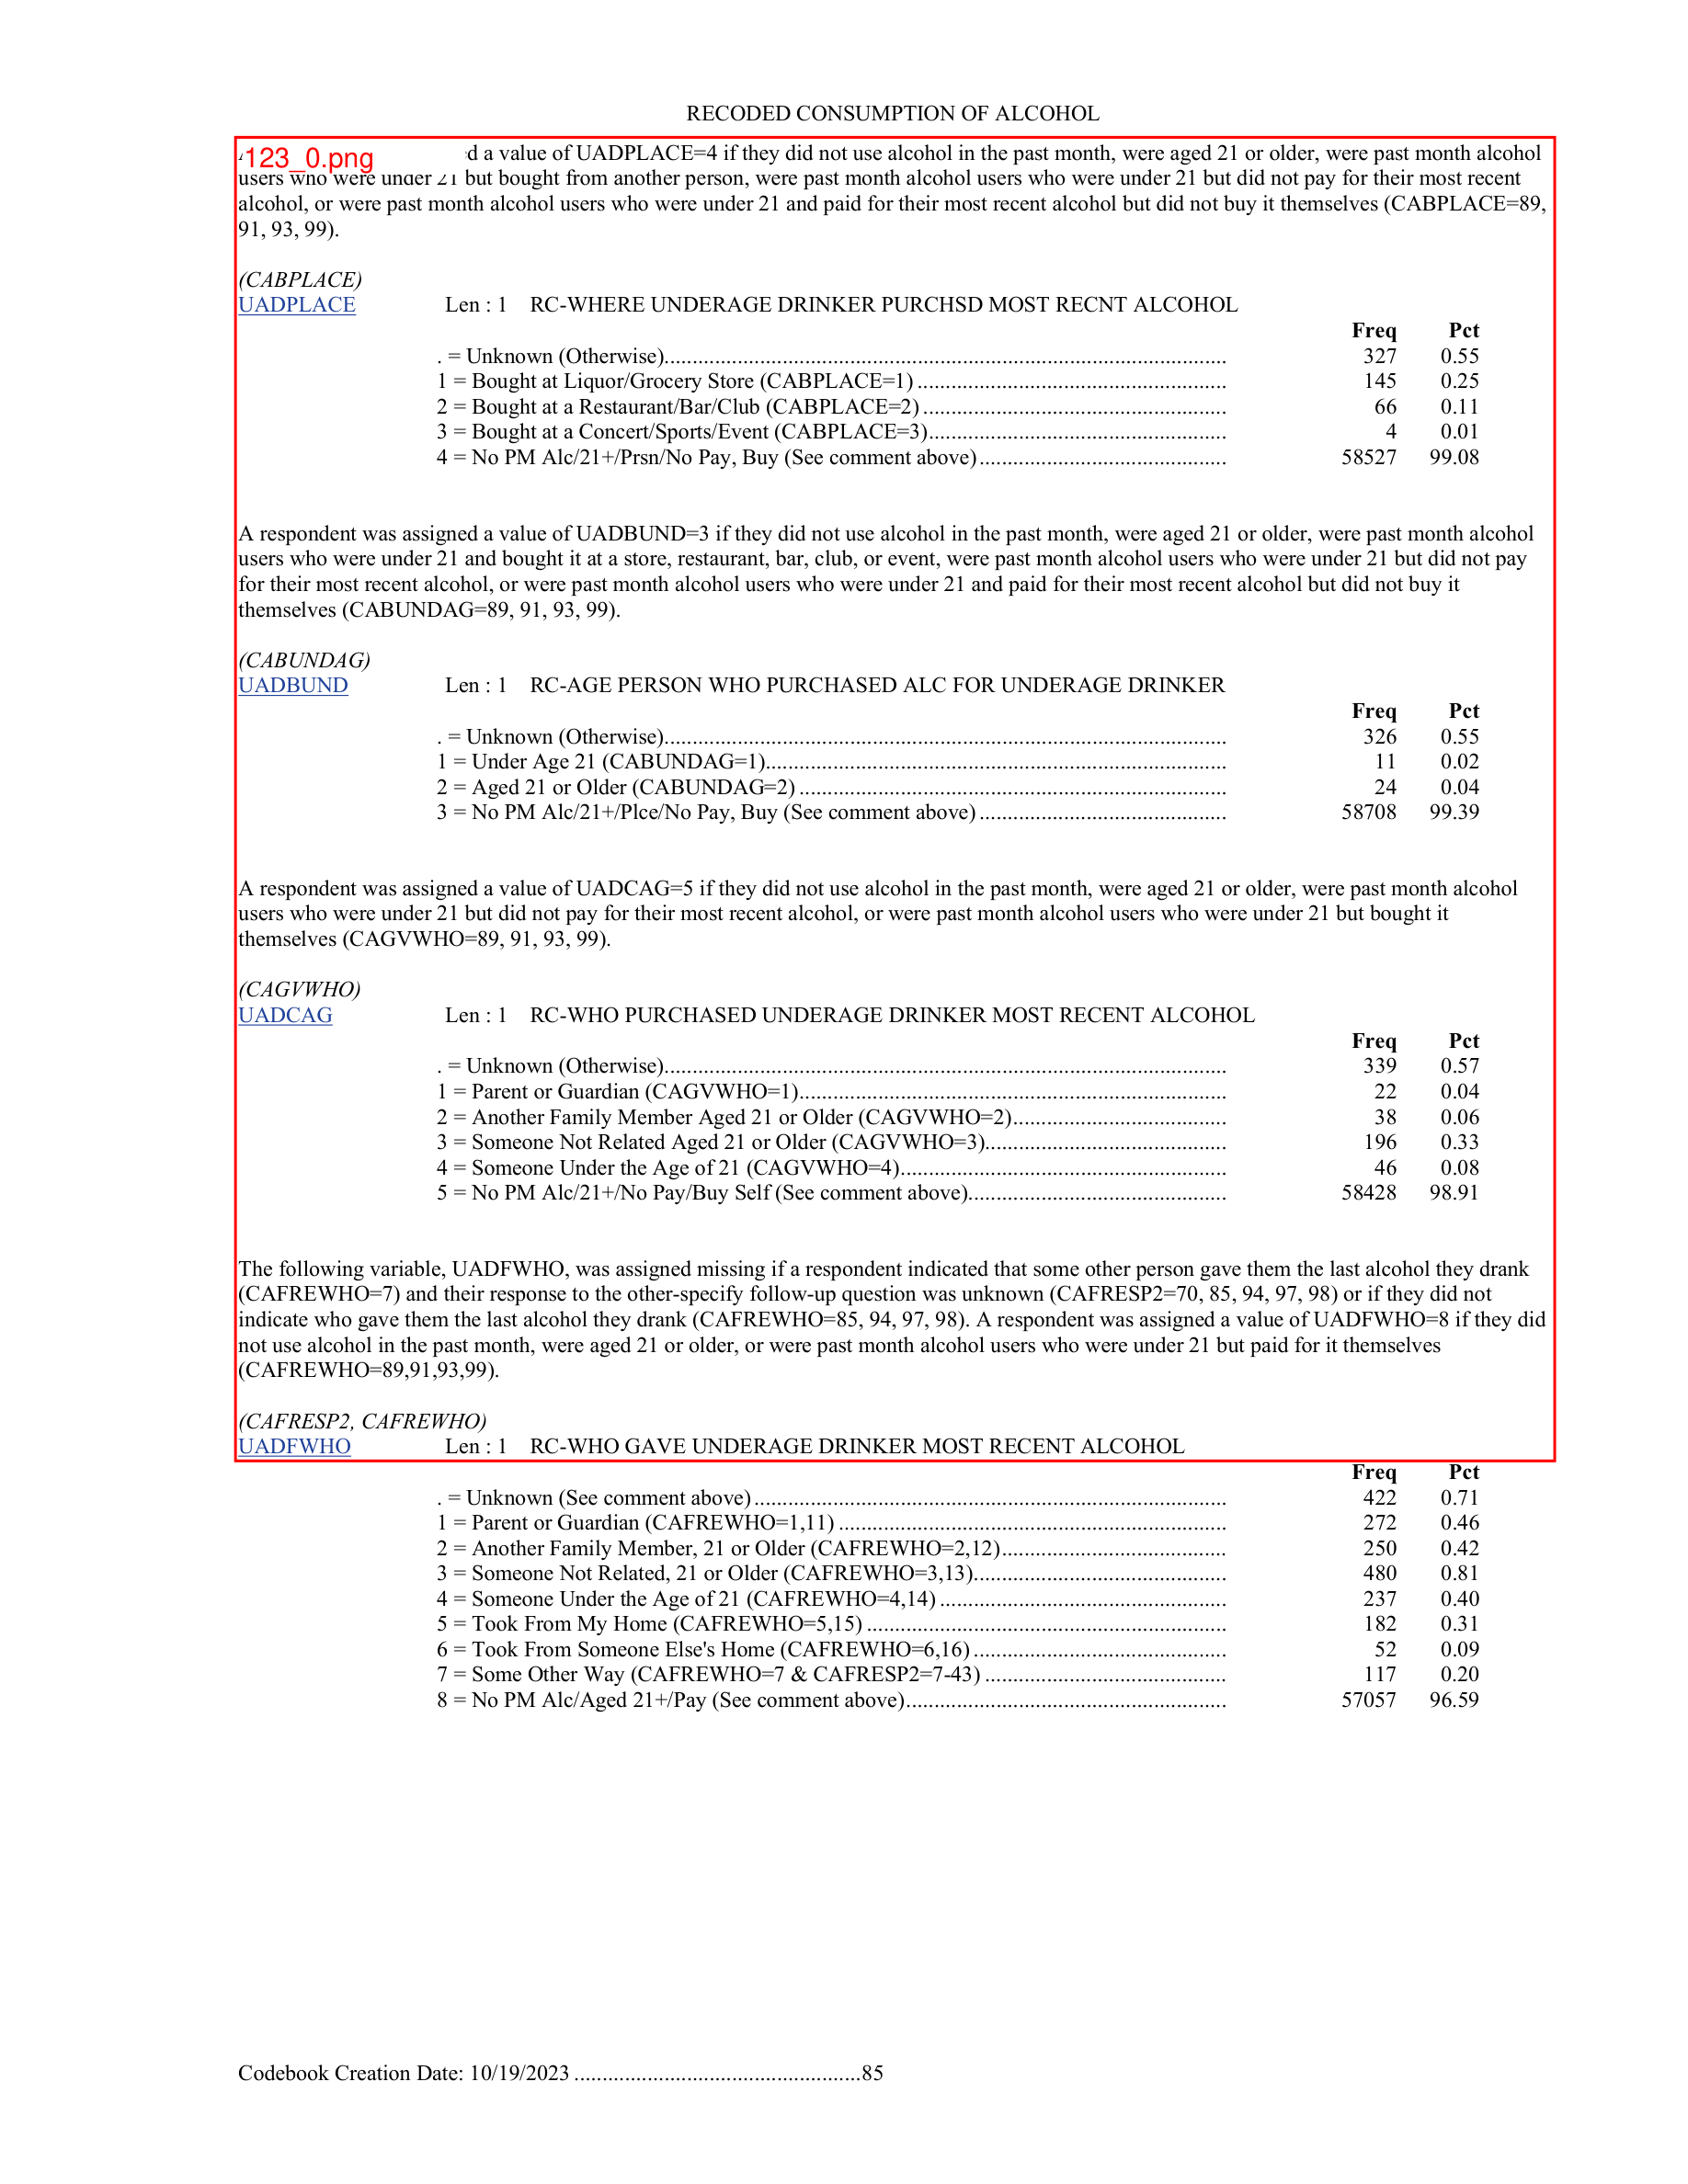 RECODED CONSUMPTION OF ALCOHOL
123_0.png
d a value of UADPLACE=4 if they did not use alcohol in the past month, were aged 21 or older, were past month alcohol
users who were under 21 but bought from another person, were past month alcohol users who were under 21 but did not pay for their most recent
alcohol, or were past month alcohol users who were under 21 and paid for their most recent alcohol but did not buy it themselves (CABPLACE=89,
91, 93, 99).
(CABPLACE)
UADPLACE Len : 1 RC-WHERE UNDERAGE DRINKER PURCHSD MOST RECNT ALCOHOL
Freq Pct
. = Unknown (Otherwise)..................................................... 327 0.55
1 = Bought at Liquor/Grocery Store (CABPLACE=1)..................................................... 145 0.25
2 = Bought at a Restaurant/Bar/Club (CABPLACE=2)..................................................... 66 0.11
3 = Bought at a Concert/Sports/Event (CABPLACE=3)..................................................... 4 0.01
4 = No PM Alc/21+/Prsn/No Pay, Buy (See comment above)............................................ 58527 99.08
A respondent was assigned a value of UADBUND=3 if they did not use alcohol in the past month, were aged 21 or older, were past month alcohol
users who were under 21 and bought it at a store, restaurant, bar, club, or event, were past month alcohol users who were under 21 but did not pay
for their most recent alcohol, or were past month alcohol users who were under 21 and paid for their most recent alcohol but did not buy it
themselves (CABUNDAG=89, 91, 93, 99).
(CABUNDAG)
UADBUND Len : 1 RC-AGE PERSON WHO PURCHASED ALC FOR UNDERAGE DRINKER
Freq Pct
. = Unknown (Otherwise)..................................................... 326 0.55
1 = Under Age 21 (CABUNDAG=1)..................................................... 11 0.02
2 = Aged 21 or Older (CABUNDAG=2)..................................................... 24 0.04
3 = No PM Alc/21+/Plce/No Pay, Buy (See comment above)............................................ 58708 99.39
A respondent was assigned a value of UADCAG=5 if they did not use alcohol in the past month, were aged 21 or older, were past month alcohol
users who were under 21 but did not pay for their most recent alcohol, or were past month alcohol users who were under 21 but bought it
themselves (CAGVWHO=89, 91, 93, 99).
(CAGVWHO)
UADCAG Len : 1 RC-WHO PURCHASED UNDERAGE DRINKER MOST RECENT ALCOHOL
Freq Pct
. = Unknown (Otherwise)..................................................... 339 0.57
1 = Parent or Guardian (CAGVWHO=1)..................................................... 22 0.04
2 = Another Family Member Aged 21 or Older (CAGVWHO=2)...................................... 38 0.06
3 = Someone Not Related Aged 21 or Older (CAGVWHO=3)........................................... 196 0.33
4 = Someone Under the Age of 21 (CAGVWHO=4)..................................................... 46 0.08
5 = No PM Alc/21+/No Pay/Buy Self (See comment above).............................................. 58428 98.91
The following variable, UADFWHO, was assigned missing if a respondent indicated that some other person gave them the last alcohol they drank
(CAFREWHO=7) and their response to the other-specify follow-up question was unknown (CAFRESP2=70, 85, 94, 97, 98) or if they did not
indicate who gave them the last alcohol they drank (CAFREWHO=85, 94, 97, 98). A respondent was assigned a value of UADFWHO=8 if they did
not use alcohol in the past month, were aged 21 or older, or were past month alcohol users who were under 21 but paid for it themselves
(CAFREWHO=89,91,93,99).
(CAFRESP2, CAFREWHO)
UADFWHO Len : 1 RC-WHO GAVE UNDERAGE DRINKER MOST RECENT ALCOHOL
Freq Pct
. = Unknown (See comment above)..................................................... 422 0.71
1 = Parent or Guardian (CAFREWHO=1,11)..................................................... 272 0.46
2 = Another Family Member, 21 or Older (CAFREWHO=2,12)........................................ 250 0.42
3 = Someone Not Related, 21 or Older (CAFREWHO=3,13)............................................. 480 0.81
4 = Someone Under the Age of 21 (CAFREWHO=4,14)................................................... 237 0.40
5 = Took From My Home (CAFREWHO=5,15)..................................................... 182 0.31
6 = Took From Someone Else's Home (CAFREWHO=6,16)............................................. 52 0.09
7 = Some Other Way (CAFREWHO=7 & CAFRESP2=7-43)........................................... 117 0.20
8 = No PM Alc/Aged 21+/Pay (See comment above)..................................................... 57057 96.59
Codebook Creation Date: 10/19/2023 ..................................................85